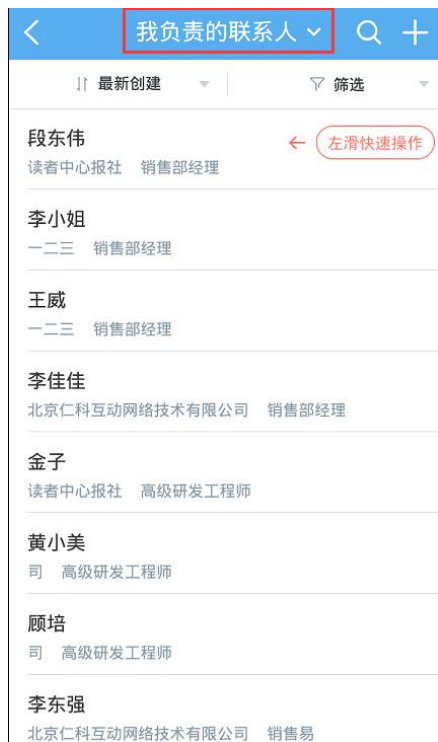 我负责的联系人
最新创建 筛选
段东伟
左滑快速操作
读者中心报社 销售部经理
李小姐
一二三 销售部经理
王威
一二三 销售部经理
李佳佳
北京仁科互动网络技术有限公司 销售部经理
金子
读者中心报社 高级研发工程师
黄小美
司 高级研发工程师
顾培
司 高级研发工程师
李东强
北京仁科互动网络技术有限公司 销售易